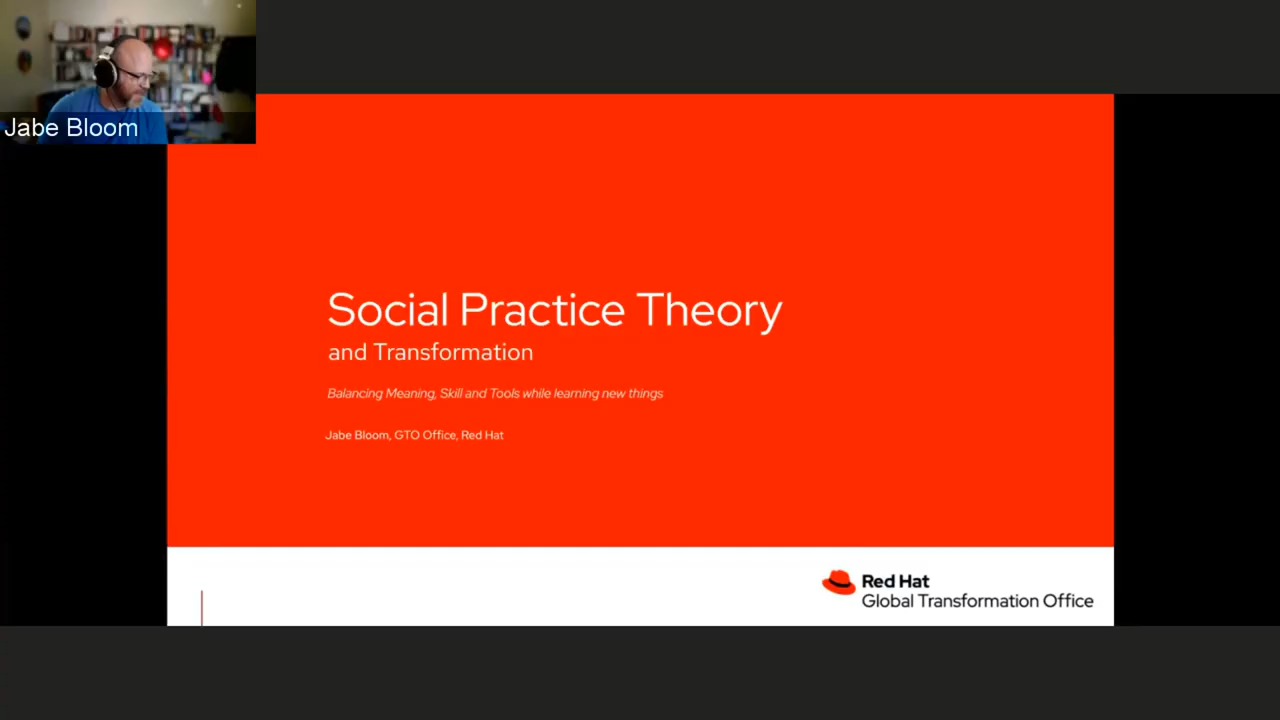 Jabe Bloom
Social Practice Theory
and Transformation
Balancing Meaning, Skill and Tools while learning new things
Jabe Bloom, GTO Office, Red Hat
Red Hat
Global Transformation Office